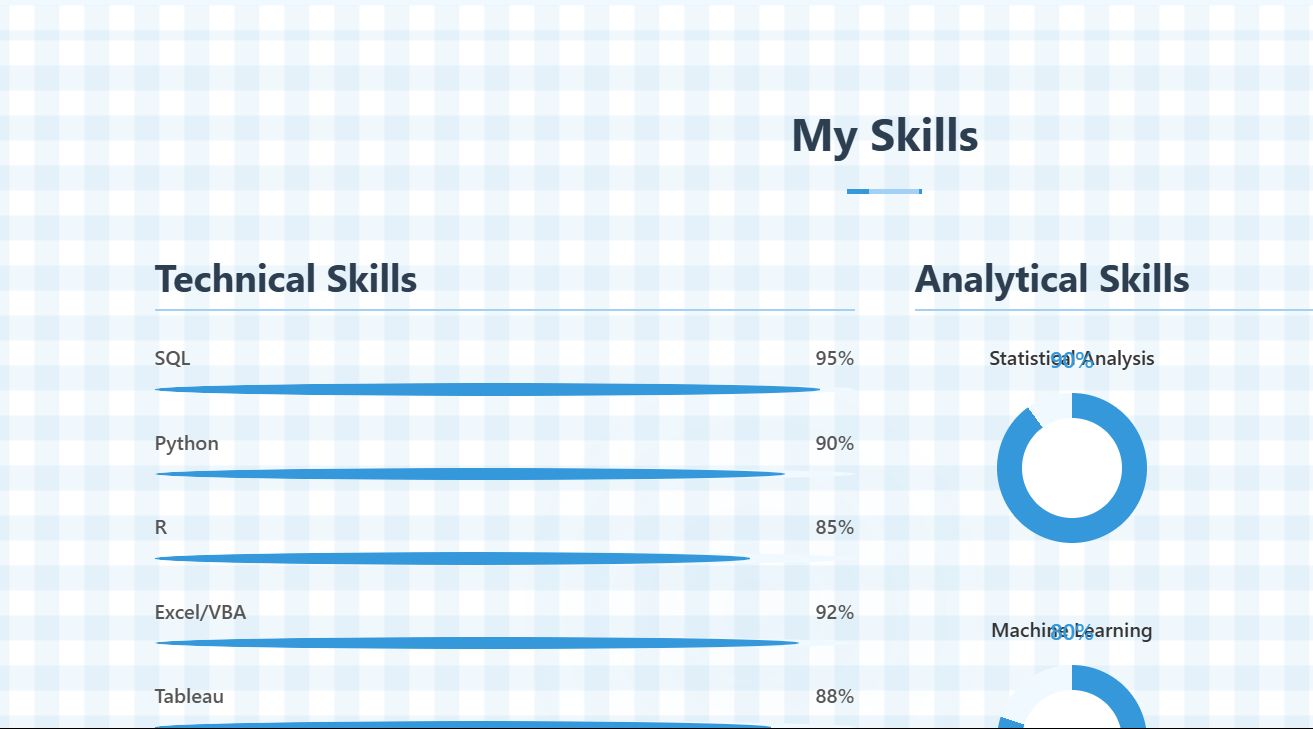 My Skills
Technical Skills
SQL 95%
Python 90%
R 85%
Excel/VBA 92%
Tableau 88%
Analytical Skills
Statistical Analysis
90%
Machine Learning
80%